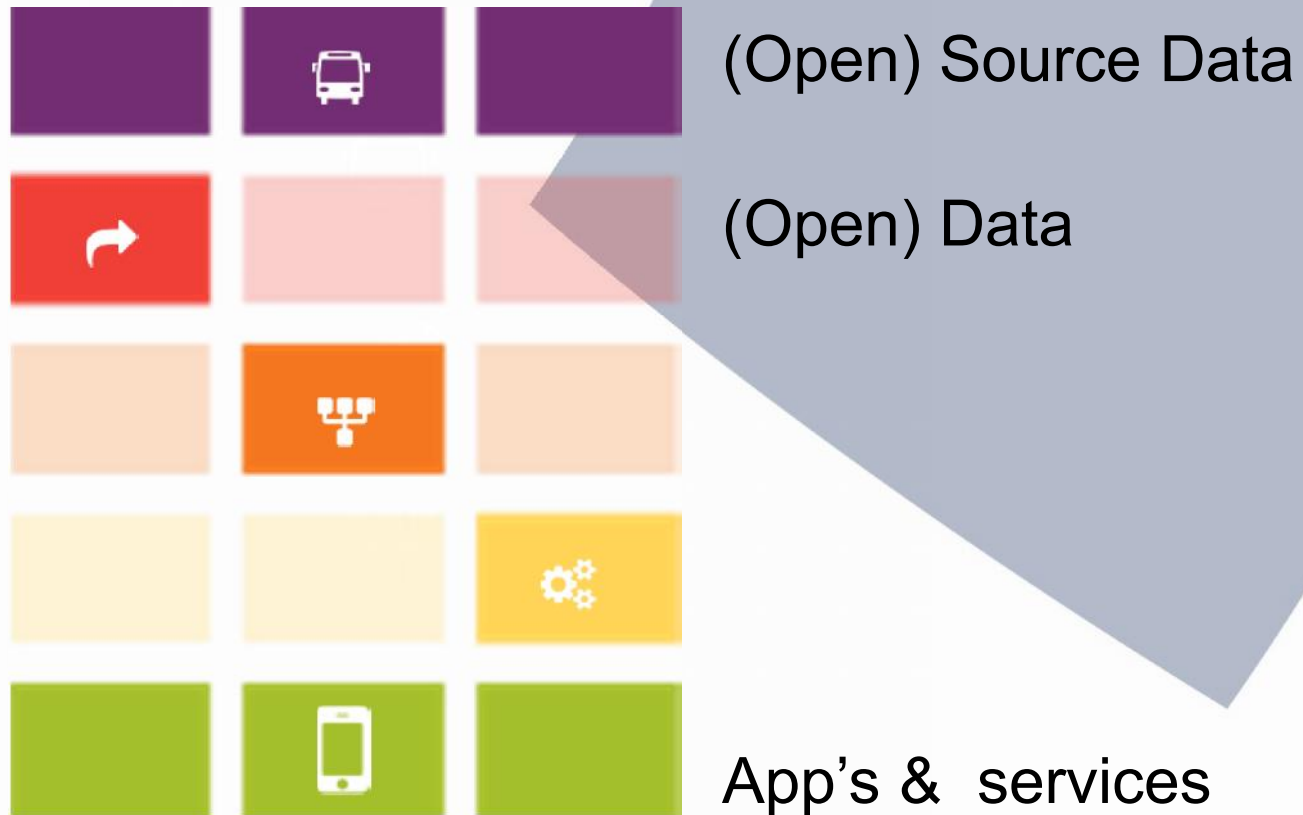 (Open) Source Data
(Open) Data
App’s & services